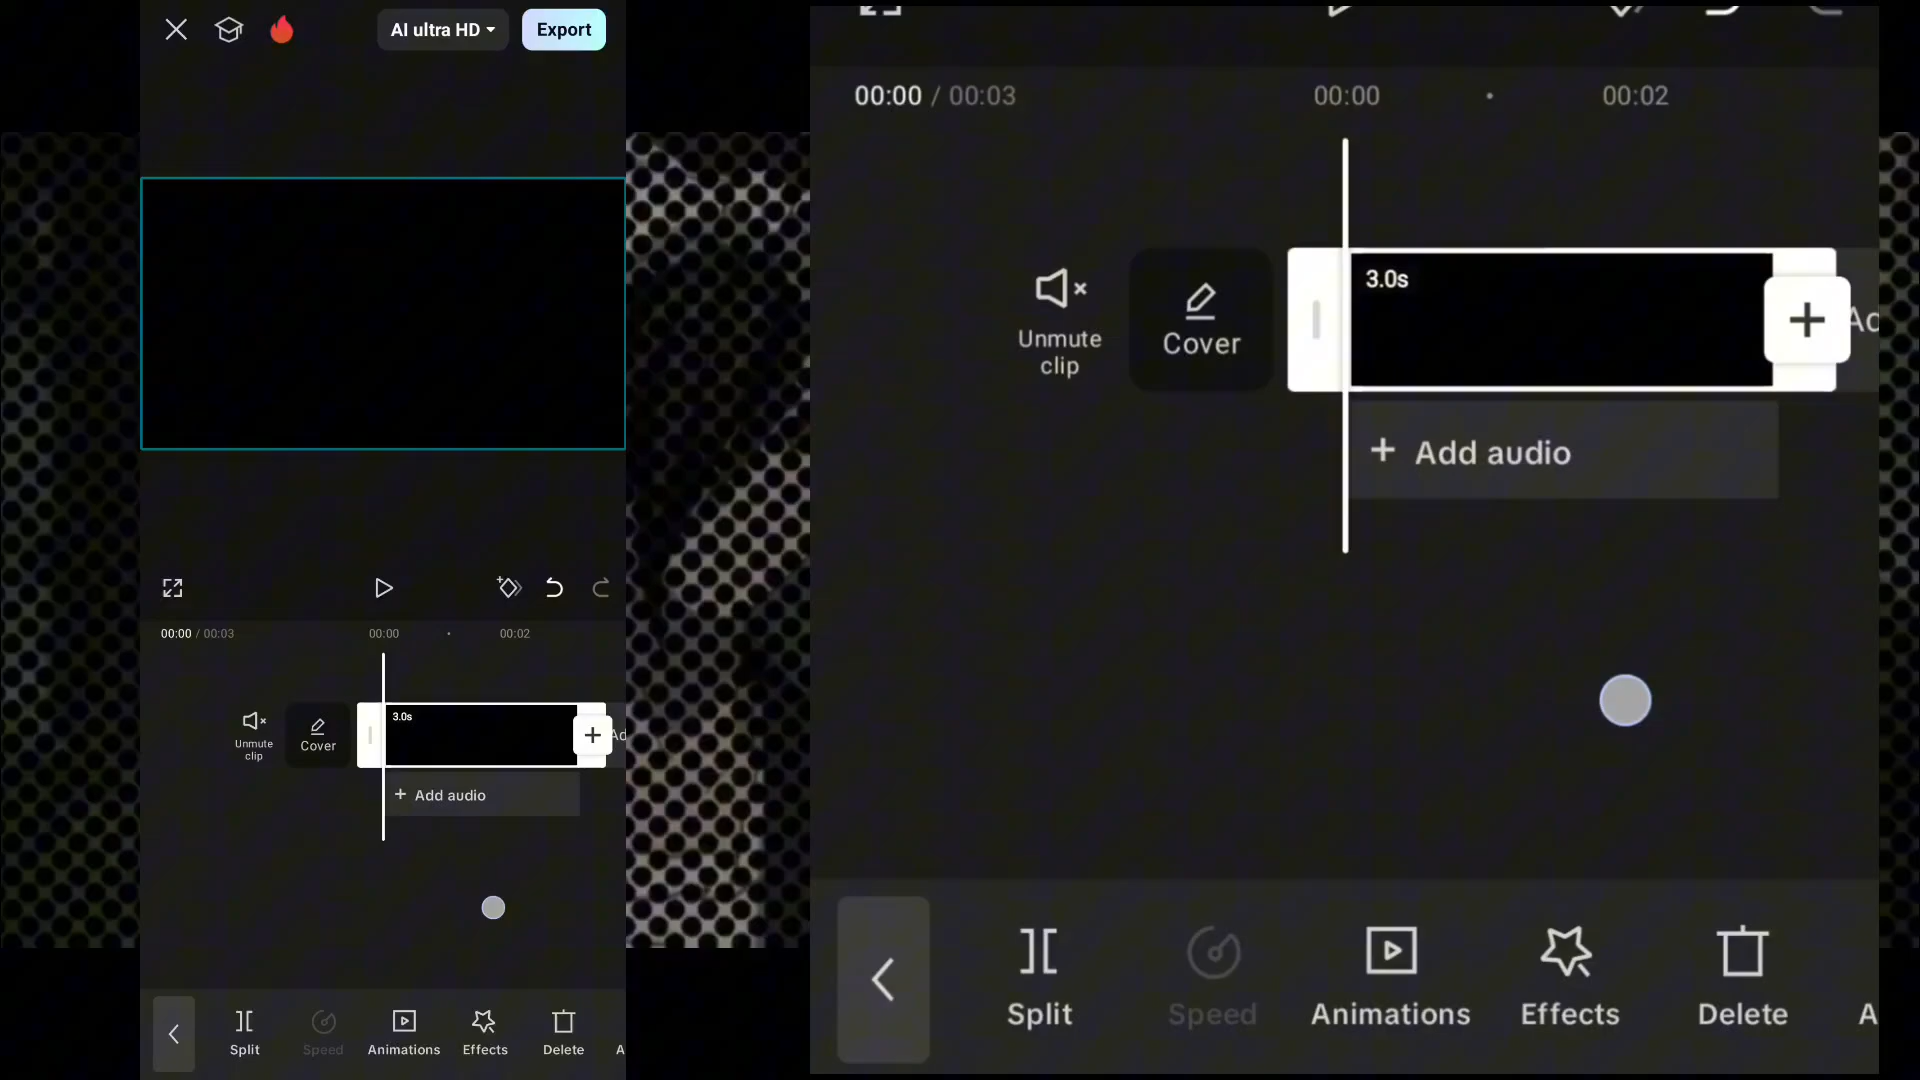 AI ultra HD
Export
00:00 / 00:03
00:00
00:02
3.0s
Unmute
clip
Cover
Ad
Add audio
Split
Speed
Animations
Effects
Delete
A
00:00 / 00:03
00:00
00:02
3.0s
Unmute
clip
Cover
Ad
Add audio
Split
Speed
Animations
Effects
Delete
A